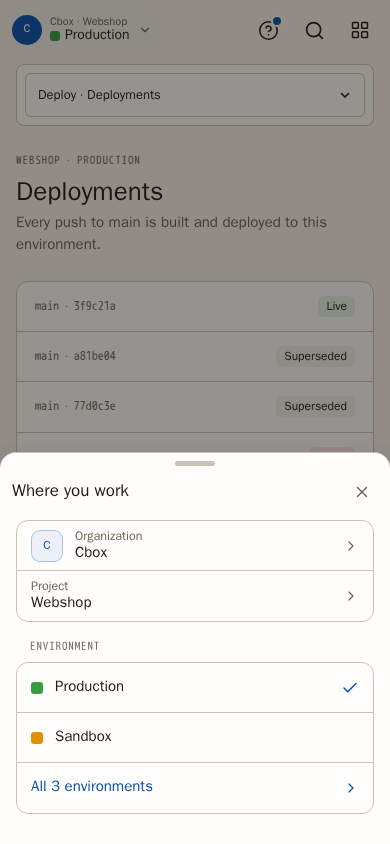 C
Cbox · Webshop
Production
Deploy · Deployments
WEBSHOP · PRODUCTION
Deployments
Every push to main is built and deployed to this
environment.
main · 3f9c21a
Live
main · a81be04
Superseded
main · 77d0c3e
Superseded
Where you work
C
Organization
Cbox
Project
Webshop
ENVIRONMENT
Production
Sandbox
All 3 environments